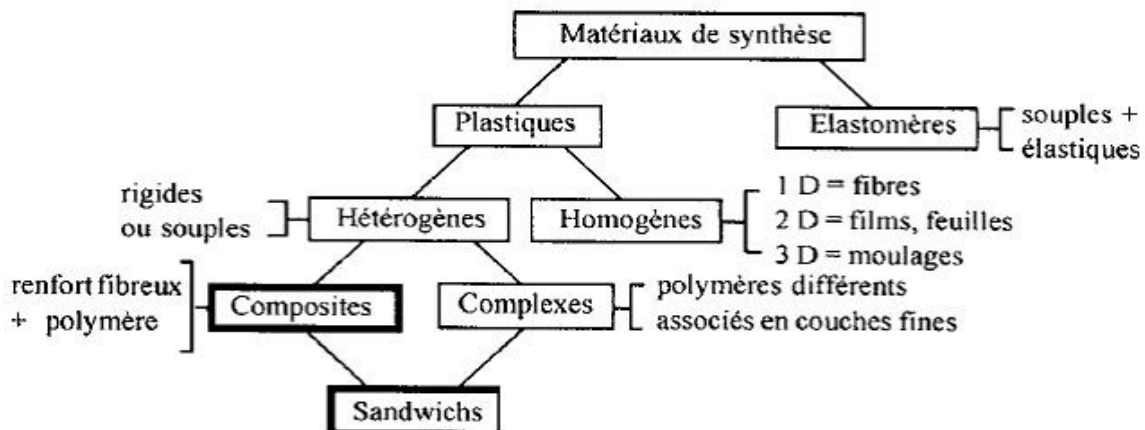 Matériaux de synthèse
Plastiques
Elastomères
souples +
élastiques
rigides
ou souples
Hétérogènes
Homogènes
1 D = fibres
2 D = films, feuilles
3 D = moulages
renfort fibreux
+ polymère
Composites
Complexes
polymères différents
associés en couches fines
Sandwichs